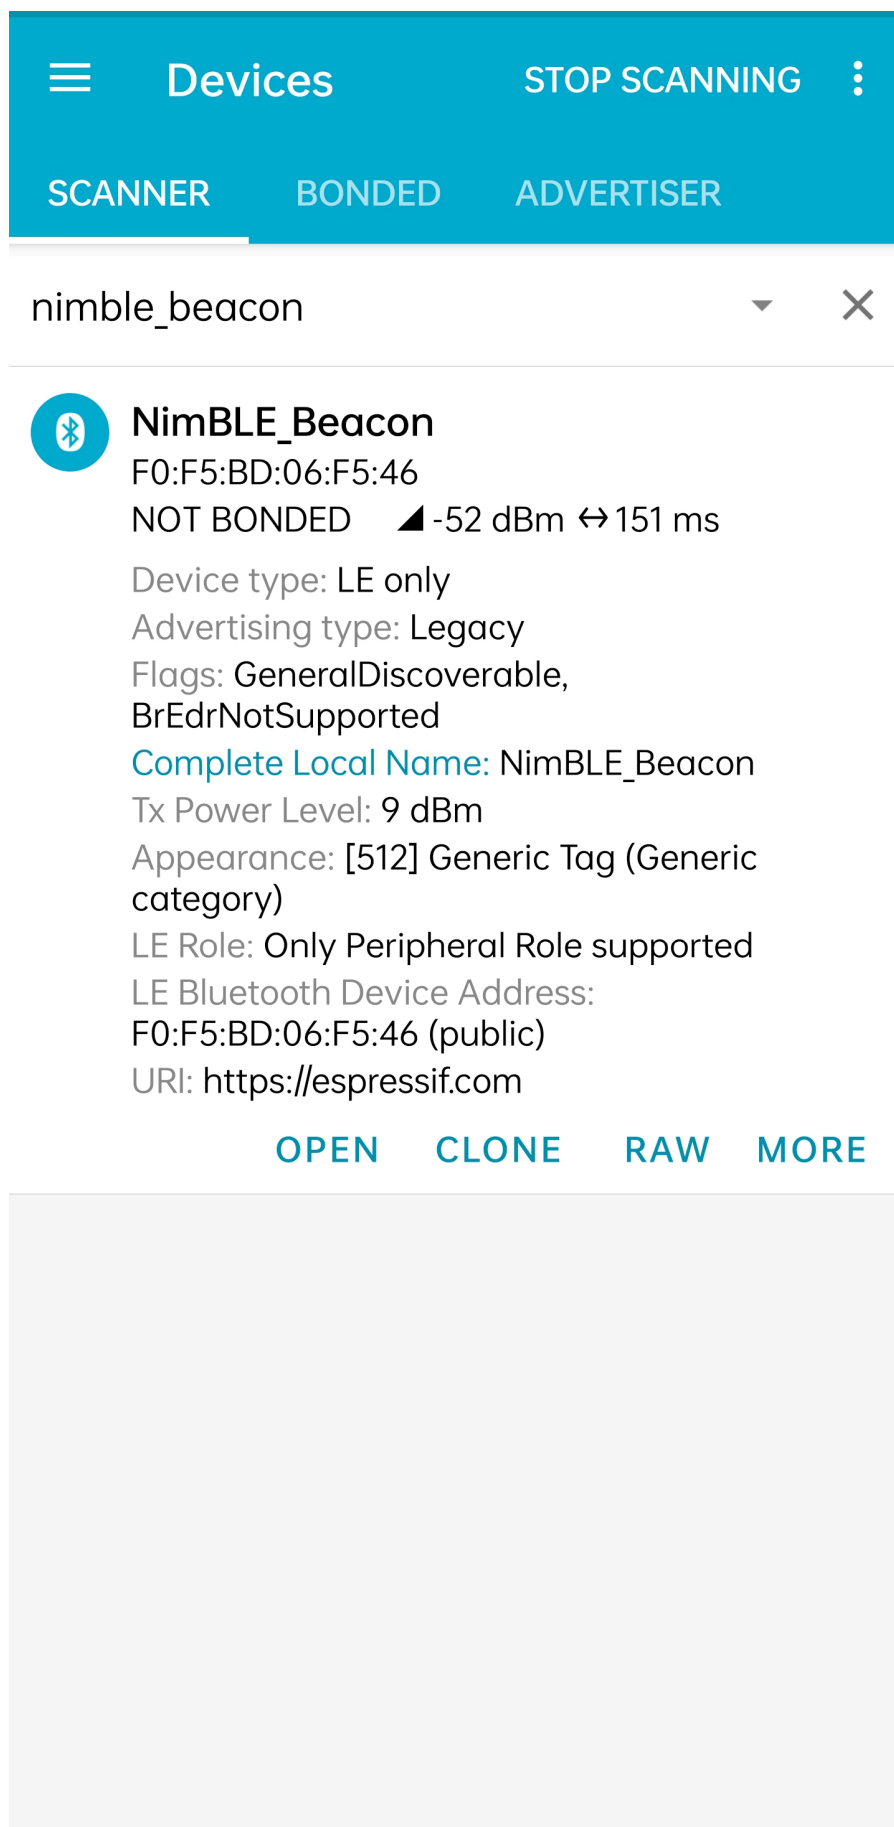 Devices STOP SCANNING
SCANNER BONDED ADVERTISER
nimble_beacon
NimBLE_Beacon
F0:F5:BD:06:F5:46
NOT BONDED -52 dBm ↔ 151 ms
Device type: LE only
Advertising type: Legacy
Flags: GeneralDiscoverable,
BrEdrNotSupported
Complete Local Name: NimBLE_Beacon
Tx Power Level: 9 dBm
Appearance: [512] Generic Tag (Generic
category)
LE Role: Only Peripheral Role supported
LE Bluetooth Device Address:
F0:F5:BD:06:F5:46 (public)
URI: https://espressif.com
OPEN CLONE RAW MORE